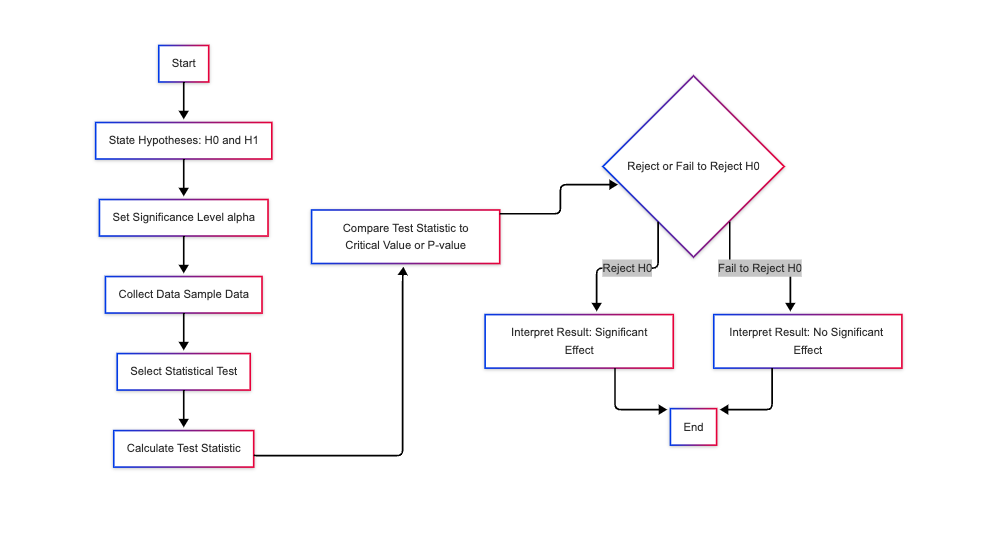 Start
State Hypotheses: H0 and H1
Set Significance Level alpha
Collect Data Sample Data
Select Statistical Test
Calculate Test Statistic
Compare Test Statistic to
Critical Value or P-value
Reject or Fail to Reject H0
Reject H0
Fail to Reject H0
Interpret Result: Significant
Effect
Interpret Result: No Significant
Effect
End